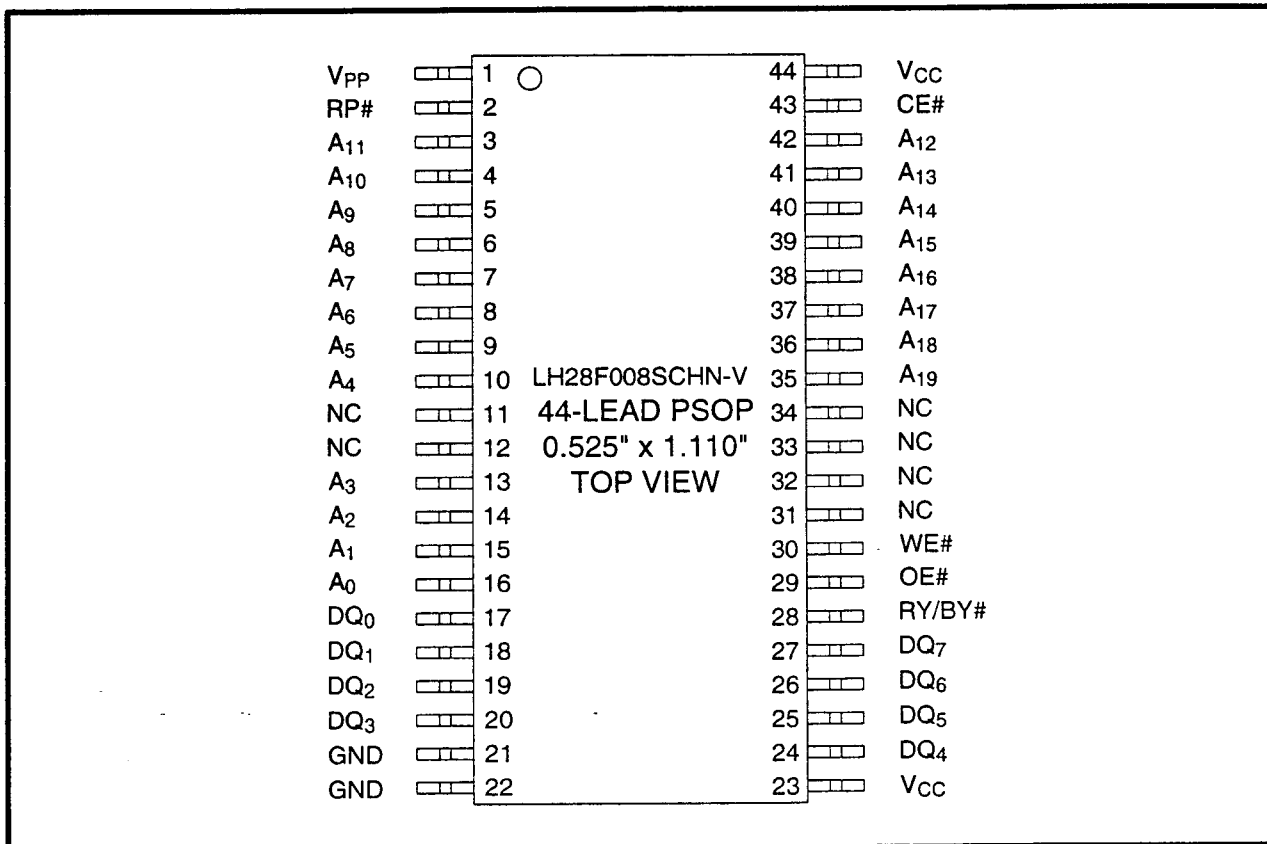 VPP 1 44 VCC
RP# 2 43 CE#
A11 3 42 A12
A10 4 41 A13
A9 5 40 A14
A8 6 39 A15
A7 7 38 A16
A6 8 37 A17
A5 9 36 A18
A4 10 LH28F008SCHN-V 35 A19
NC 11 44-LEAD PSOP 34 NC
NC 12 0.525" x 1.110" 33 NC
A3 13 TOP VIEW 32 NC
A2 14 31 NC
A1 15 30 WE#
A0 16 29 OE#
DQ0 17 28 RY/BY#
DQ1 18 27 DQ7
DQ2 19 26 DQ6
DQ3 20 25 DQ5
GND 21 24 DQ4
GND 22 23 VCC